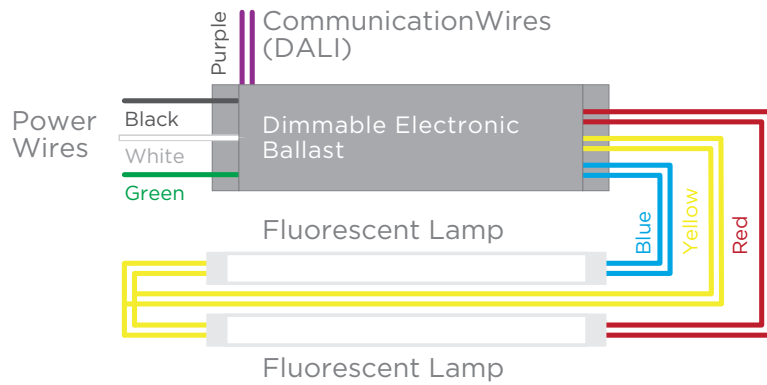 Purple
CommunicationWires
(DALI)
Power
Wires
Black
White
Green
Dimmable Electronic
Ballast
Fluorescent Lamp
Blue
Yellow
Red
Fluorescent Lamp